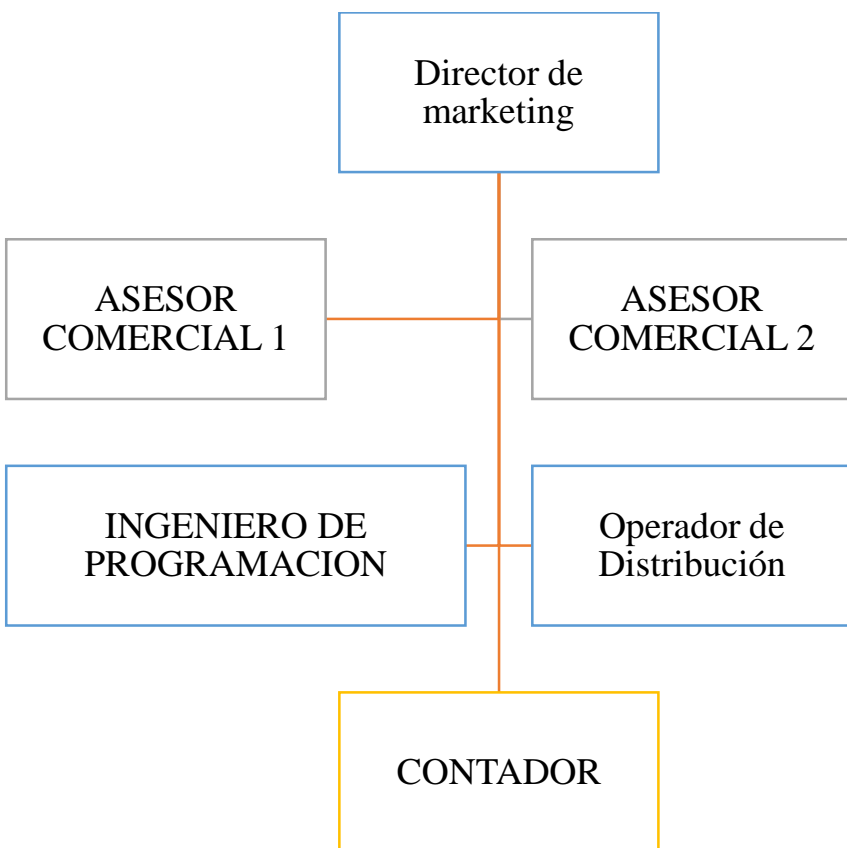 Director de
marketing
ASESOR
COMERCIAL 1
ASESOR
COMERCIAL 2
INGENIERO DE
PROGRAMACION
Operador de
Distribución
CONTADOR